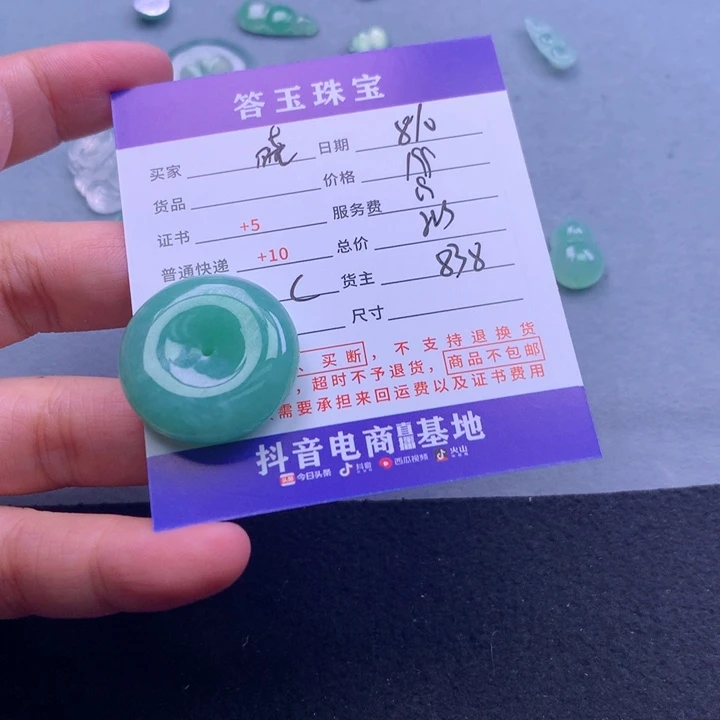 答玉珠宝
买家 日期 8/10
货品 价格
证书 +5 服务费
普通快递 +10 总价
C 货主 838
尺寸
、买断，不支持退换货
，超时不予退货，商品不包邮
需要承担来回运费以及证书费用
抖音电商直播基地
今日头条 抖音 西瓜视频 火山